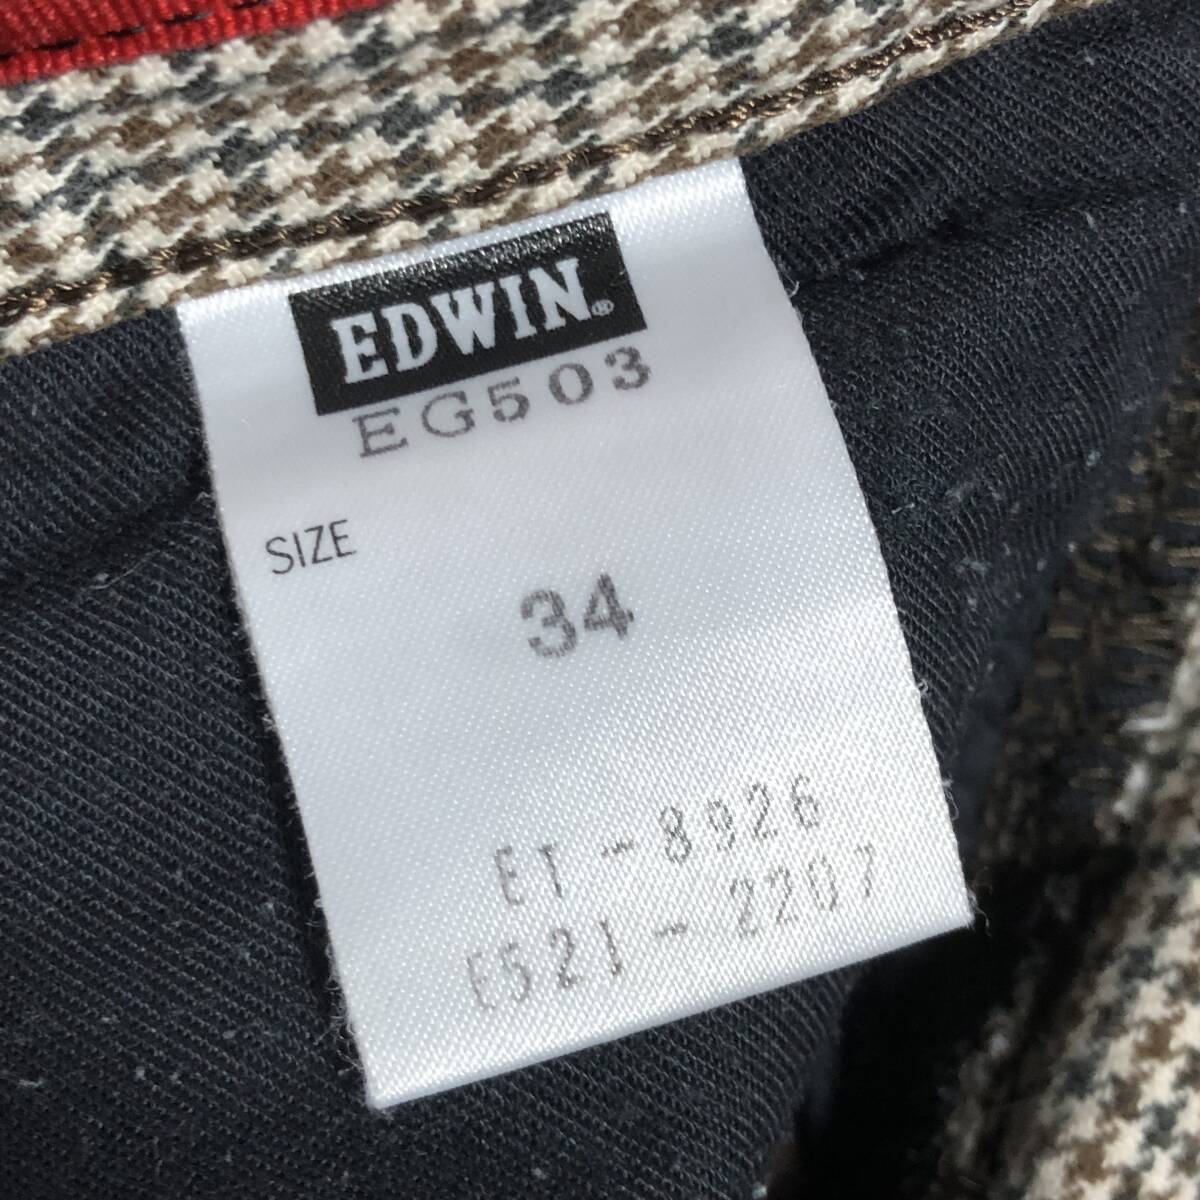 EDWIN®
EG503
SIZE
34
ET-8926
E521-2207